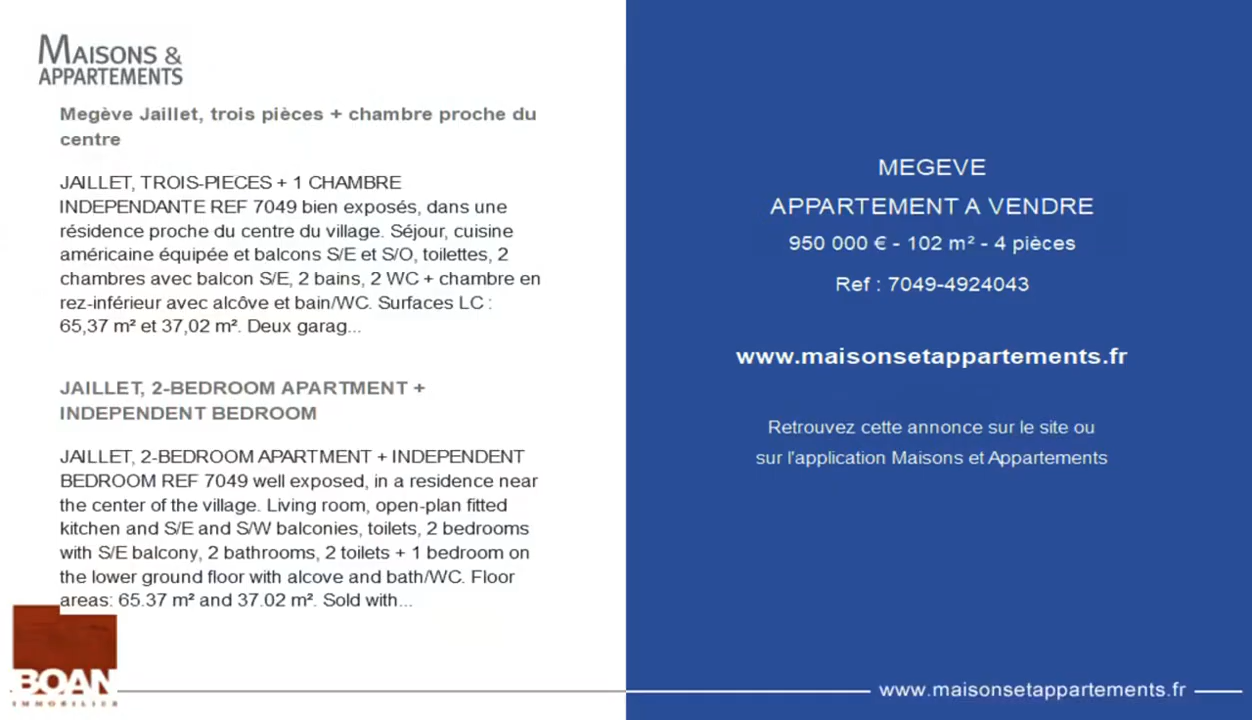 MAISONS &
APPARTEMENTS
Megève Jaillet, trois pièces + chambre proche du
centre
JAILLET, TROIS-PIECES + 1 CHAMBRE
INDEPENDANTE REF 7049 bien exposés, dans une
résidence proche du centre du village. Séjour, cuisine
américaine équipée et balcons S/E et S/O, toilettes, 2
chambres avec balcon S/E, 2 bains, 2 WC + chambre en
rez-inférieur avec alcôve et bain/WC. Surfaces LC :
65,37 m² et 37,02 m². Deux garag...
JAILLET, 2-BEDROOM APARTMENT +
INDEPENDENT BEDROOM
JAILLET, 2-BEDROOM APARTMENT + INDEPENDENT
BEDROOM REF 7049 well exposed, in a residence near
the center of the village. Living room, open-plan fitted
kitchen and S/E and S/W balconies, toilets, 2 bedrooms
with S/E balcony, 2 bathrooms, 2 toilets + 1 bedroom on
the lower ground floor with alcove and bath/WC. Floor
areas: 65.37 m² and 37.02 m². Sold with...
BOAN
IMMOBILIER
MEGEVE
APPARTEMENT A VENDRE
950 000 € - 102 m² - 4 pièces
Ref : 7049-4924043
www.maisonsetappartements.fr
Retrouvez cette annonce sur le site ou
sur l'application Maisons et Appartements
www.maisonsetappartements.fr